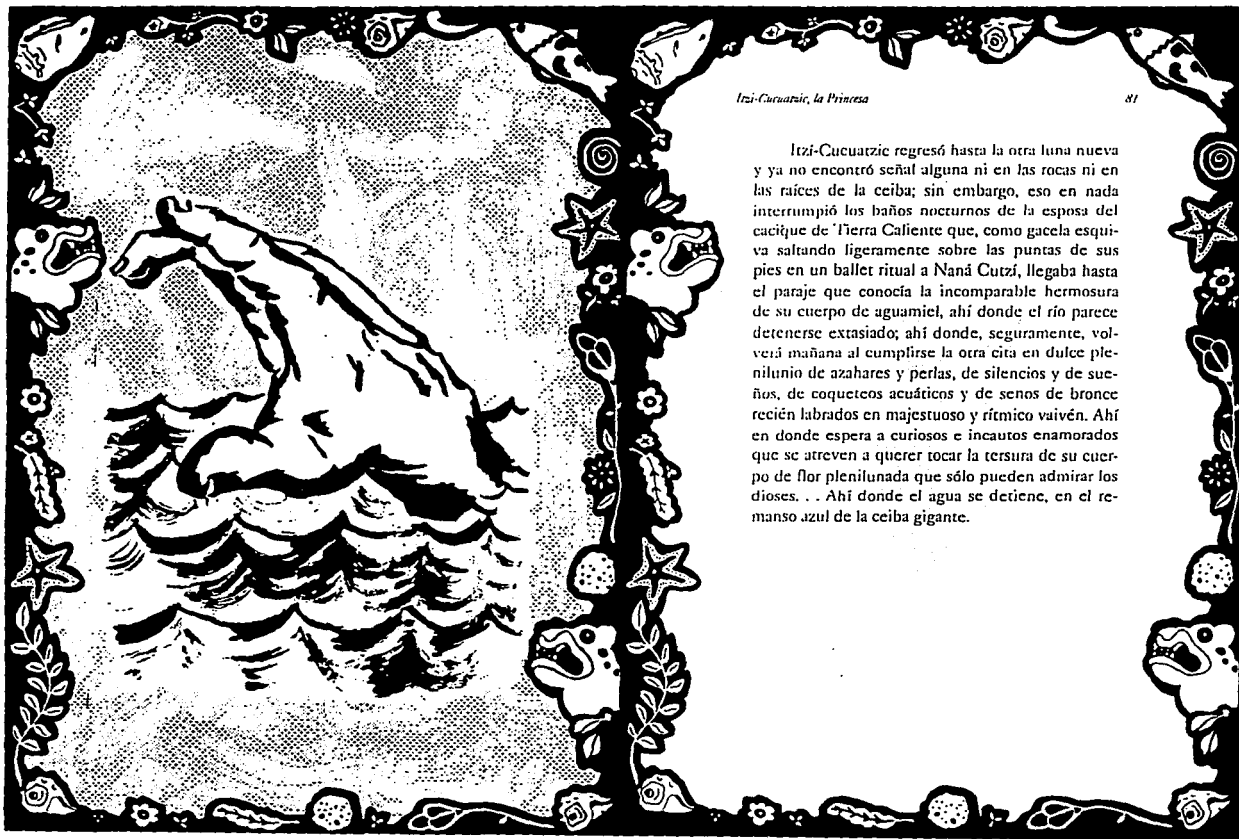 Itzi-Cucuatzic, la Princesa 81
Itzí-Cucuatzic regresó hasta la otra luna nueva
y ya no encontró señal alguna ni en las rocas ni en
las raíces de la ceiba; sin embargo, eso en nada
interrumpió los baños nocturnos de la esposa del
cacique de Tierra Caliente que, como gacela esqui-
va saltando ligeramente sobre las puntas de sus
pies en un ballet ritual a Naná Cutzí, llegaba hasta
el paraje que conocía la incomparable hermosura
de su cuerpo de aguamiel, ahí donde el río parece
detenerse extasiado; ahí donde, seguramente, vol-
verá mañana al cumplirse la otra cita en dulce ple-
nilunio de azahares y perlas, de silencios y de sue-
ños, de coqueteos acuáticos y de senos de bronce
recién labrados en majestuoso y rítmico vaivén. Ahí
en donde espera a curiosos e incautos enamorados
que se atreven a querer tocar la tersura de su cuer-
po de flor plenilunada que sólo pueden admirar los
dioses. . . Ahí donde el agua se detiene, en el re-
manso azul de la ceiba gigante.